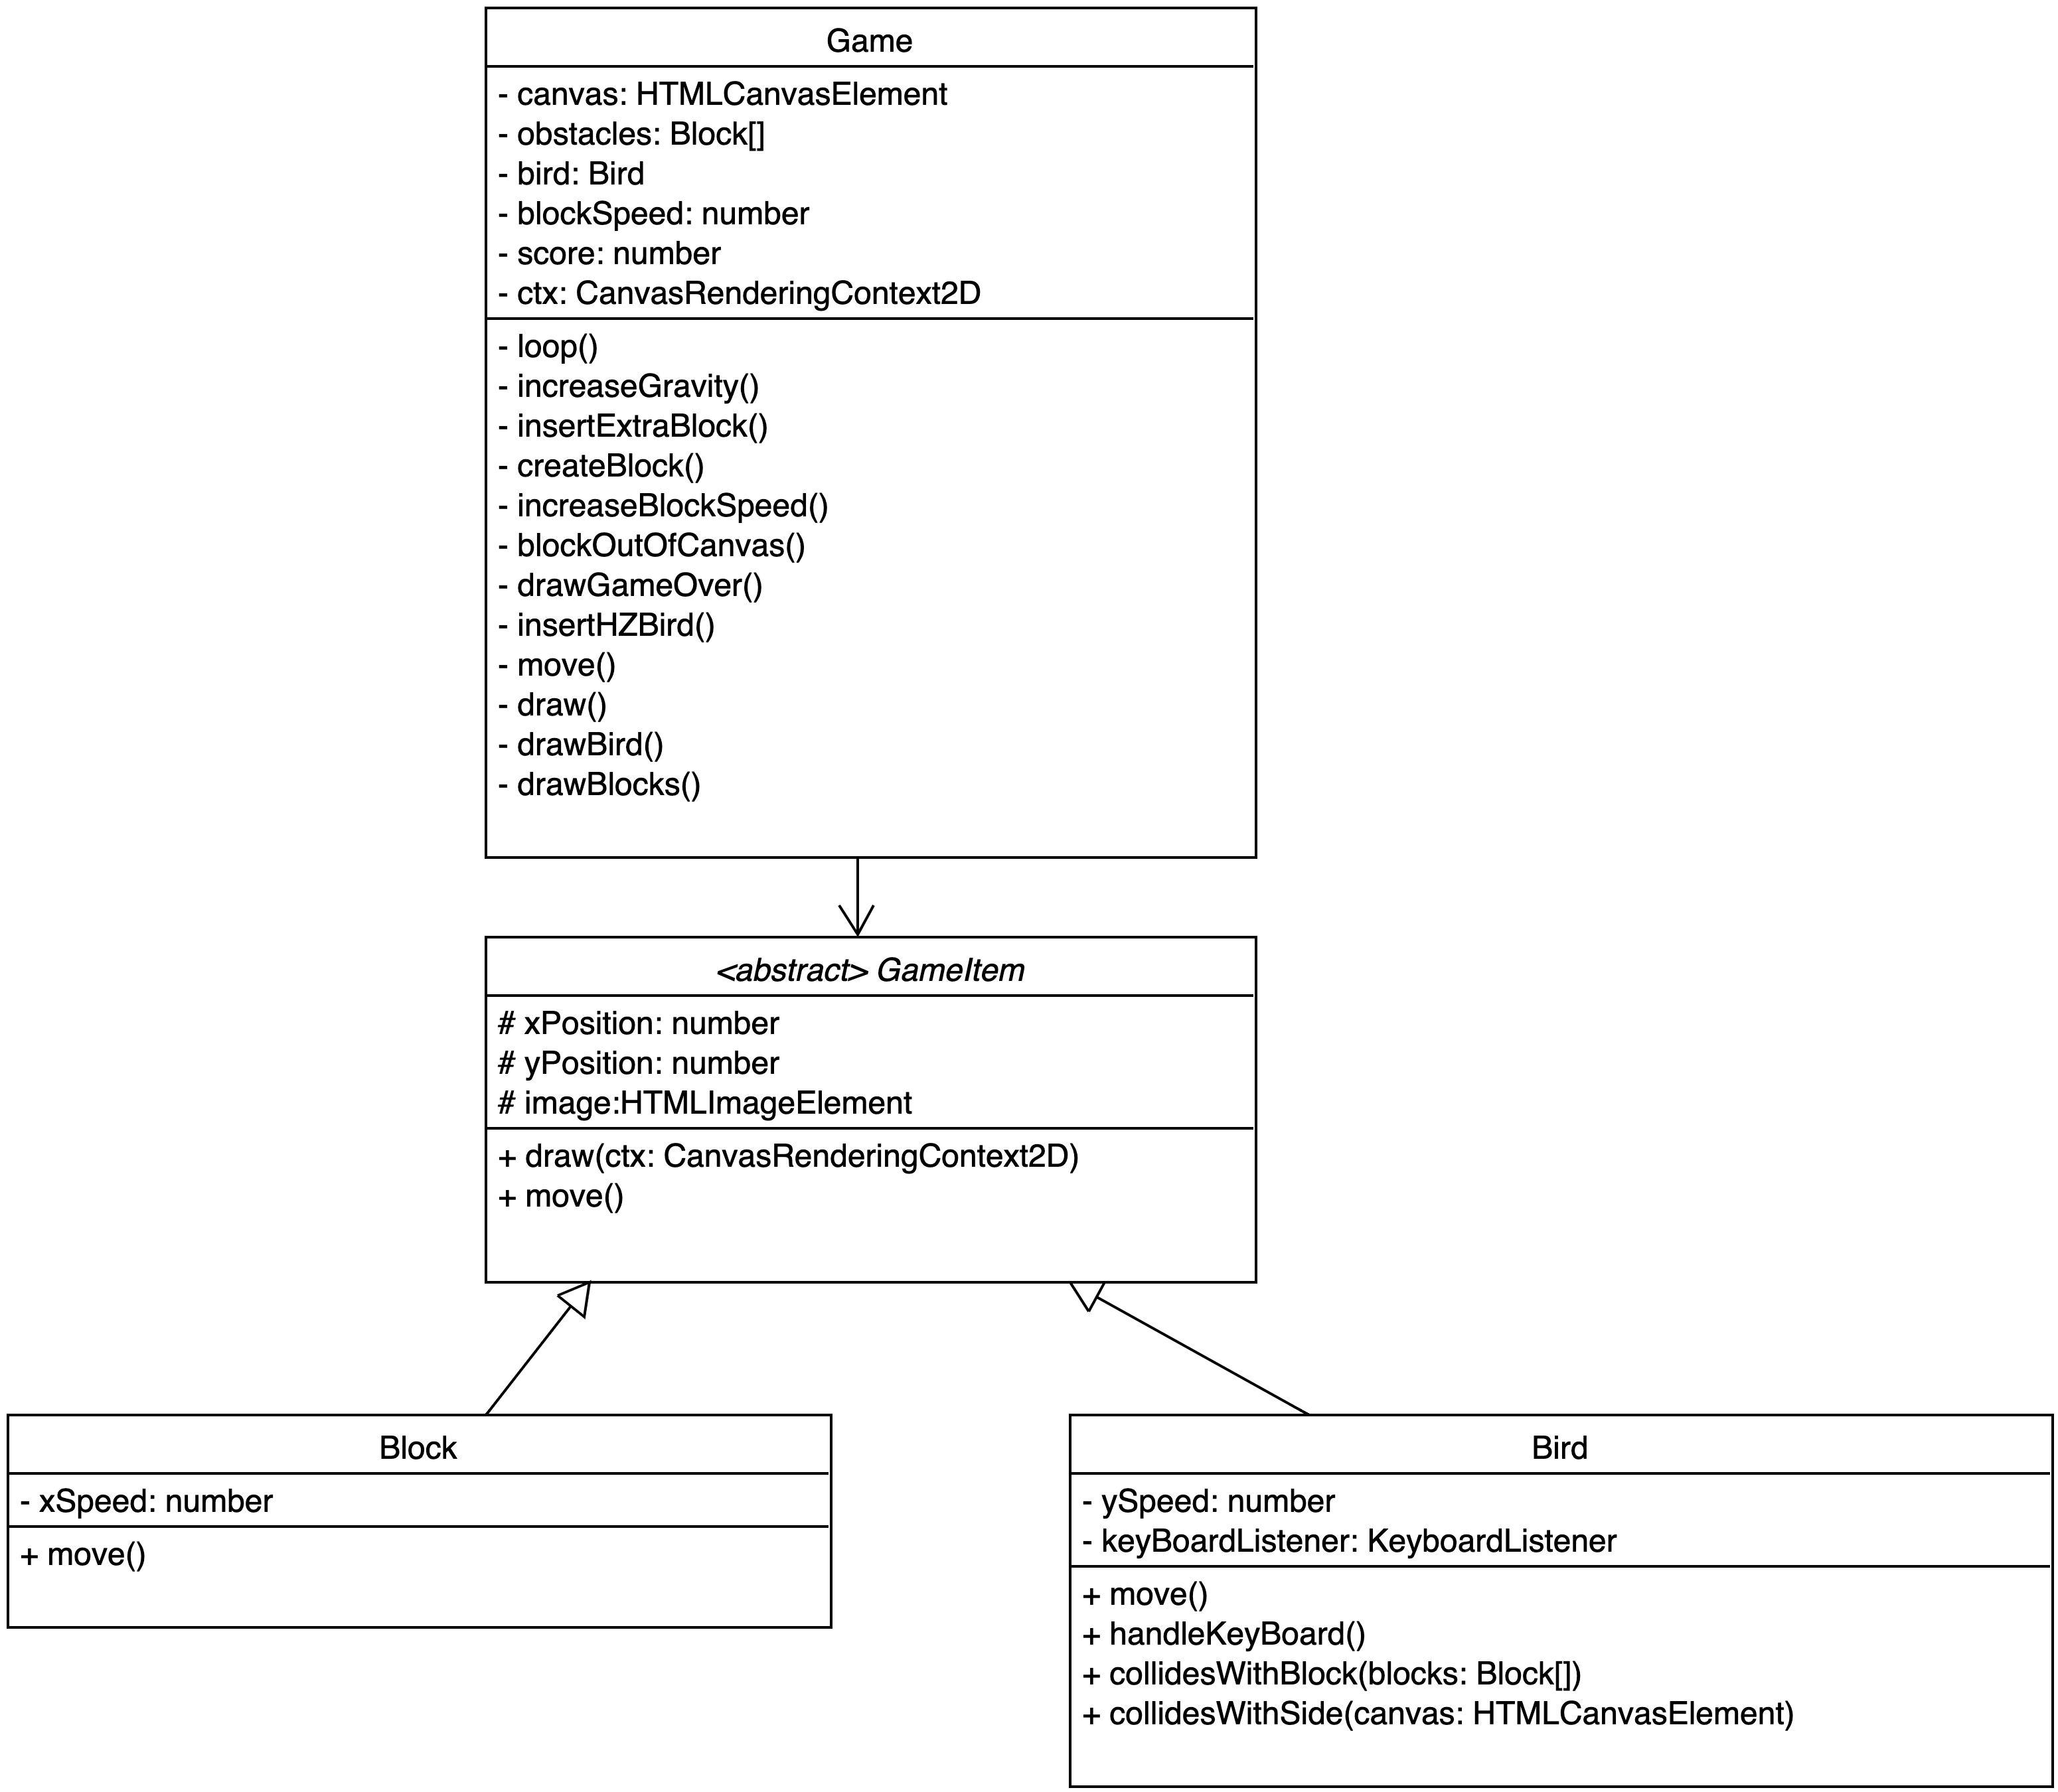 Game
- canvas: HTMLCanvasElement
- obstacles: Block[]
- bird: Bird
- blockSpeed: number
- score: number
- ctx: CanvasRenderingContext2D
- loop()
- increaseGravity()
- insertExtraBlock()
- createBlock()
- increaseBlockSpeed()
- blockOutOfCanvas()
- drawGameOver()
- insertHZBird()
- move()
- draw()
- drawBird()
- drawBlocks()
<abstract> GameItem
# xPosition: number
# yPosition: number
# image:HTMLImageElement
+ draw(ctx: CanvasRenderingContext2D)
+ move()
Block
- xSpeed: number
+ move()
Bird
- ySpeed: number
- keyBoardListener: KeyboardListener
+ move()
+ handleKeyBoard()
+ collidesWithBlock(blocks: Block[])
+ collidesWithSide(canvas: HTMLCanvasElement)